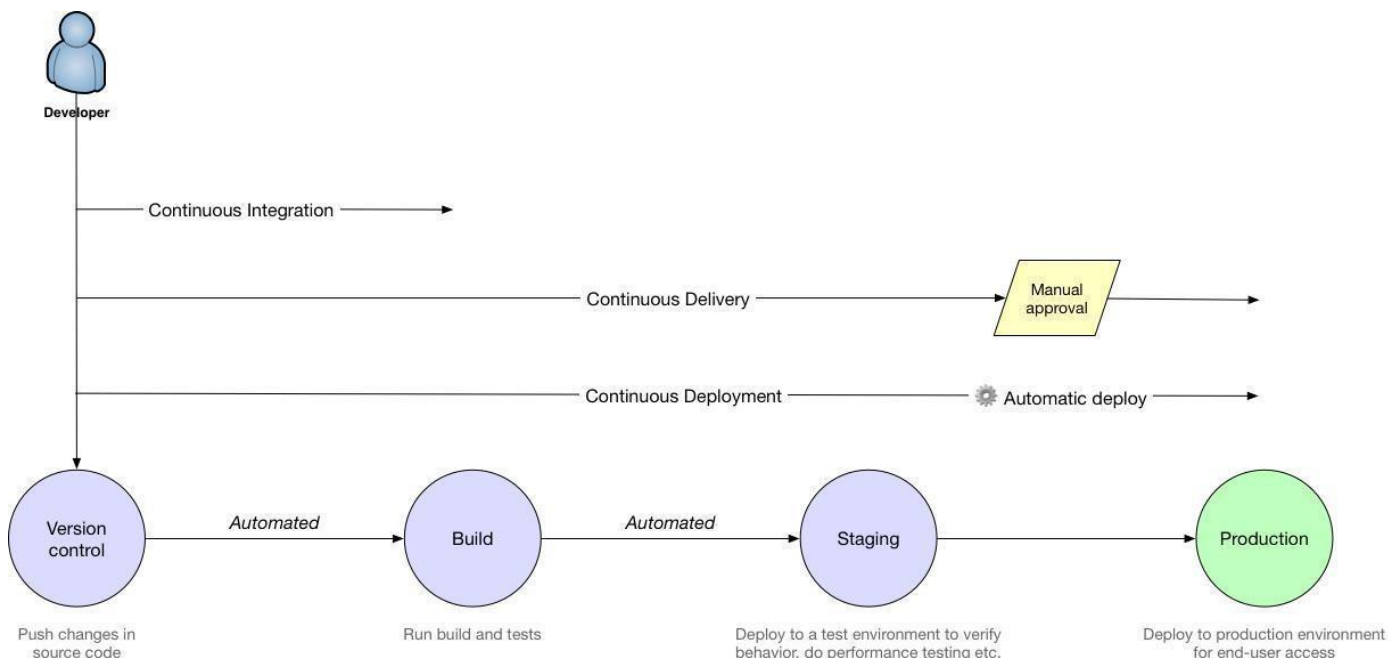 Developer
Continuous Integration
Continuous Delivery
Manual
approval
Continuous Deployment
Automatic deploy
Version
control
Automated
Build
Automated
Staging
Production
Push changes in
source code
Run build and tests
Deploy to a test environment to verify
behavior, do performance testing etc.
Deploy to production environment
for end-user access